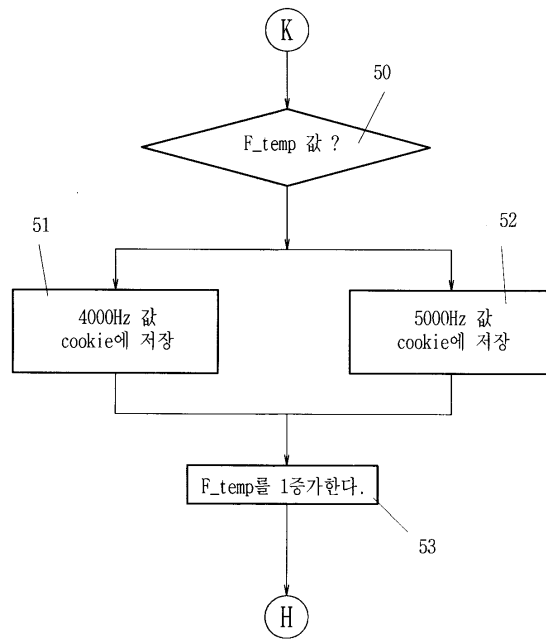 K
50
F_temp 값 ?
51
52
4000Hz 값
cookie에 저장
5000Hz 값
cookie에 저장
F_temp를 1증가한다.
53
H